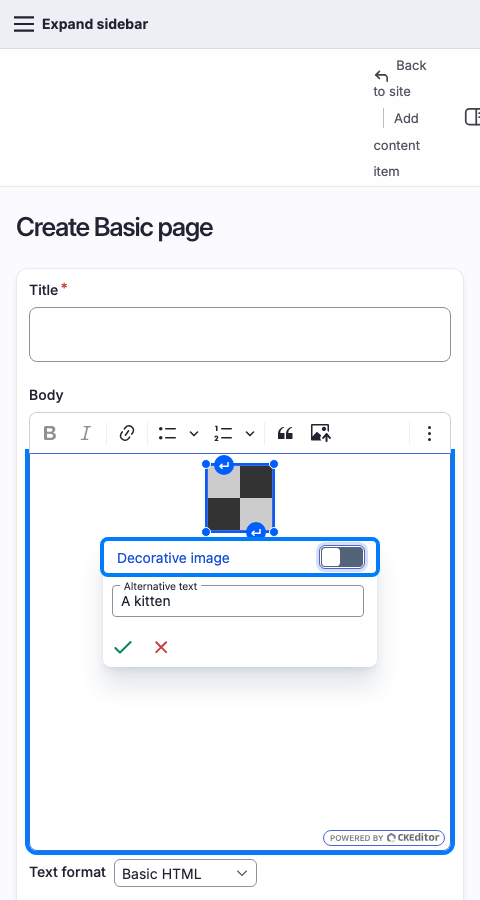 Expand sidebar
Back
to site
Add
content
item
Create Basic page
Title *
Body
B I
Decorative image
Alternative text
A kitten
POWERED BY CKEditor
Text format Basic HTML